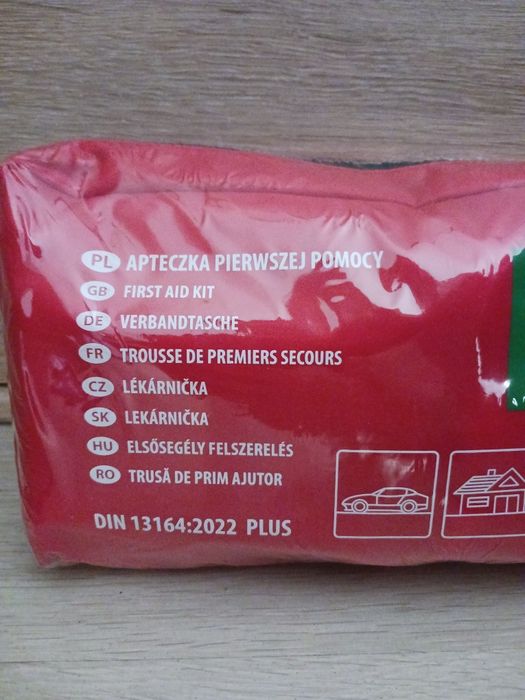 PL APTECZKA PIERWSZEJ POMOCY
GB FIRST AID KIT
DE VERBANDTASCHE
FR TROUSSE DE PREMIERS SECOURS
CZ LÉKÁRNIČKA
SK LEKÁRNIČKA
HU ELSŐSEGÉLY FELSZERELÉS
RO TRUSĂ DE PRIM AJUTOR
DIN 13164:2022 PLUS